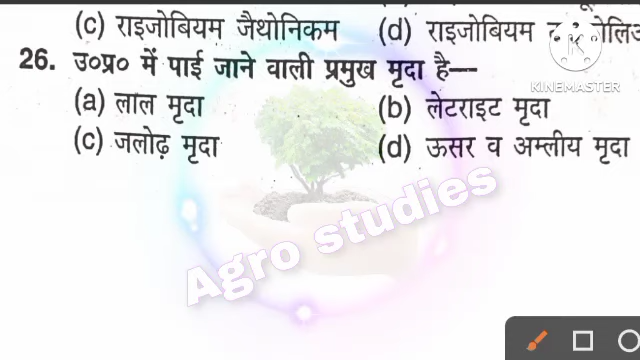 (c) राइजोबियम जैथोनिकम (d) राइजोबियम
KINEMASTER
26. उ०प्र० में पाई जाने वाली प्रमुख मृदा है—
(a) लाल मृदा (b) लेटराइट मृदा
(c) जलोढ़ मृदा (d) ऊसर व अम्लीय मृदा
Agro studies